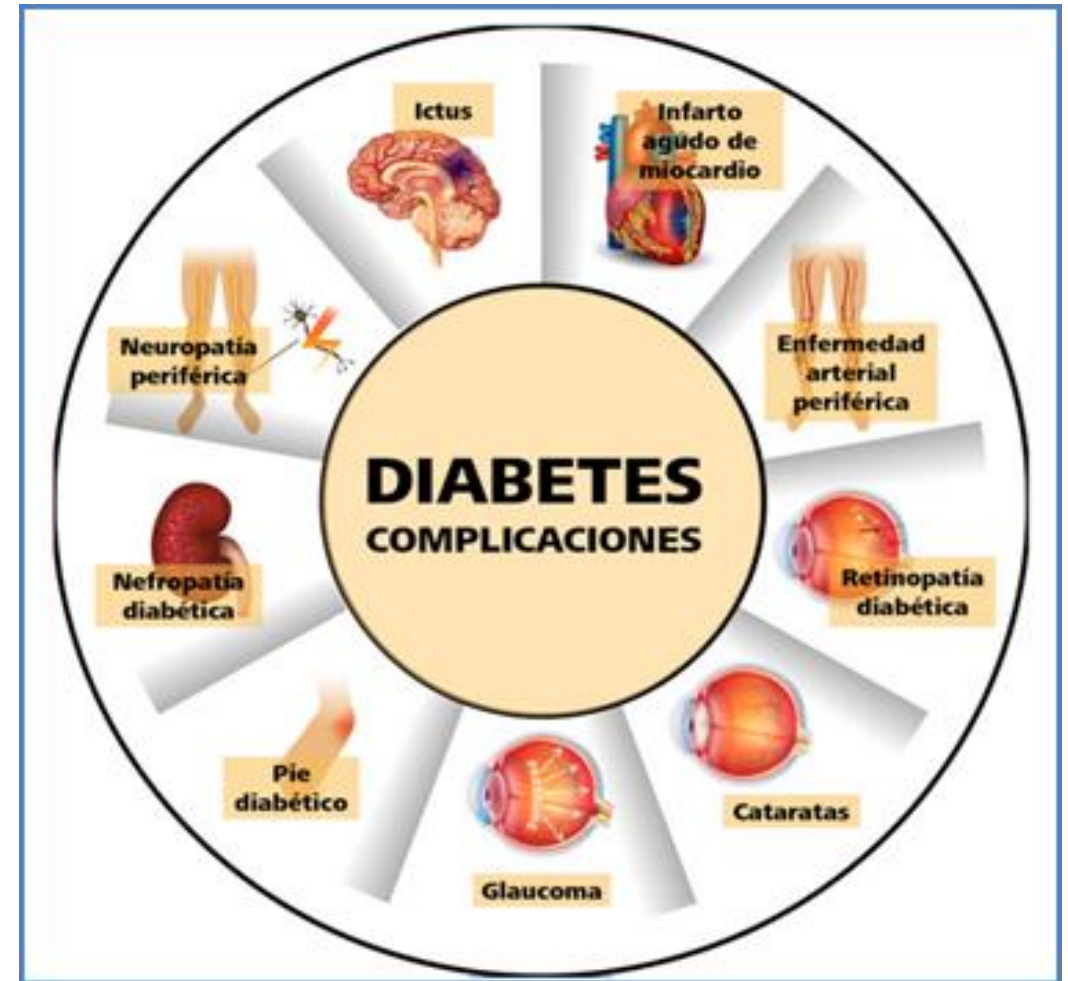 Ictus
Infarto
agudo de
miocardio
Enfermedad
arterial
periférica
Retinopatía
diabética
Cataratas
Glaucoma
Pie
diabético
Nefropatía
diabética
Neuropatía
periférica
DIABETES
COMPLICACIONES